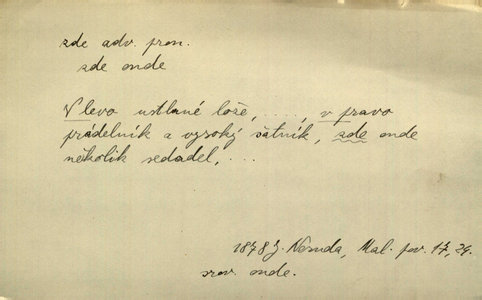 zde adv. pron.
zde onde
V levo ustlané lože, . . . , v pravo
prádelník a vysoký šatník, zde onde
několik sedadel, . . .
1878 J. Neruda, Mal. pov. 17, 29.
srov. onde.